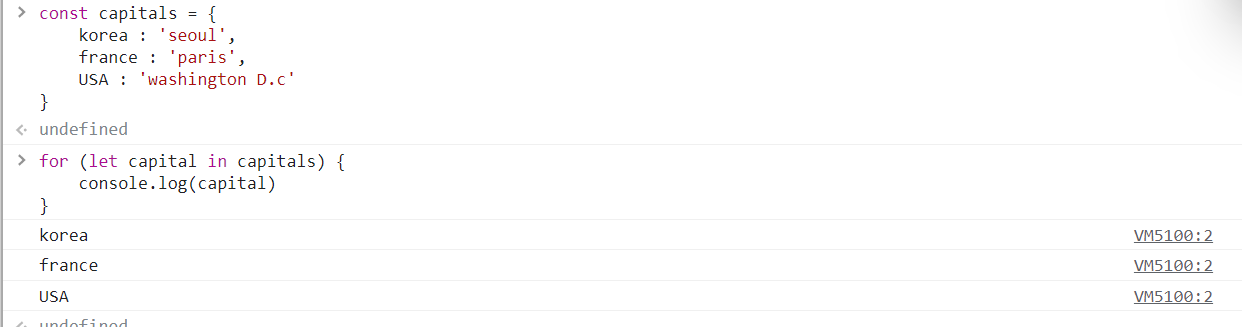 const capitals = {
korea : 'seoul',
france : 'paris',
USA : 'washington D.c'
}
undefined
for (let capital in capitals) {
console.log(capital)
}
korea VM5100:2
france VM5100:2
USA VM5100:2
undefined